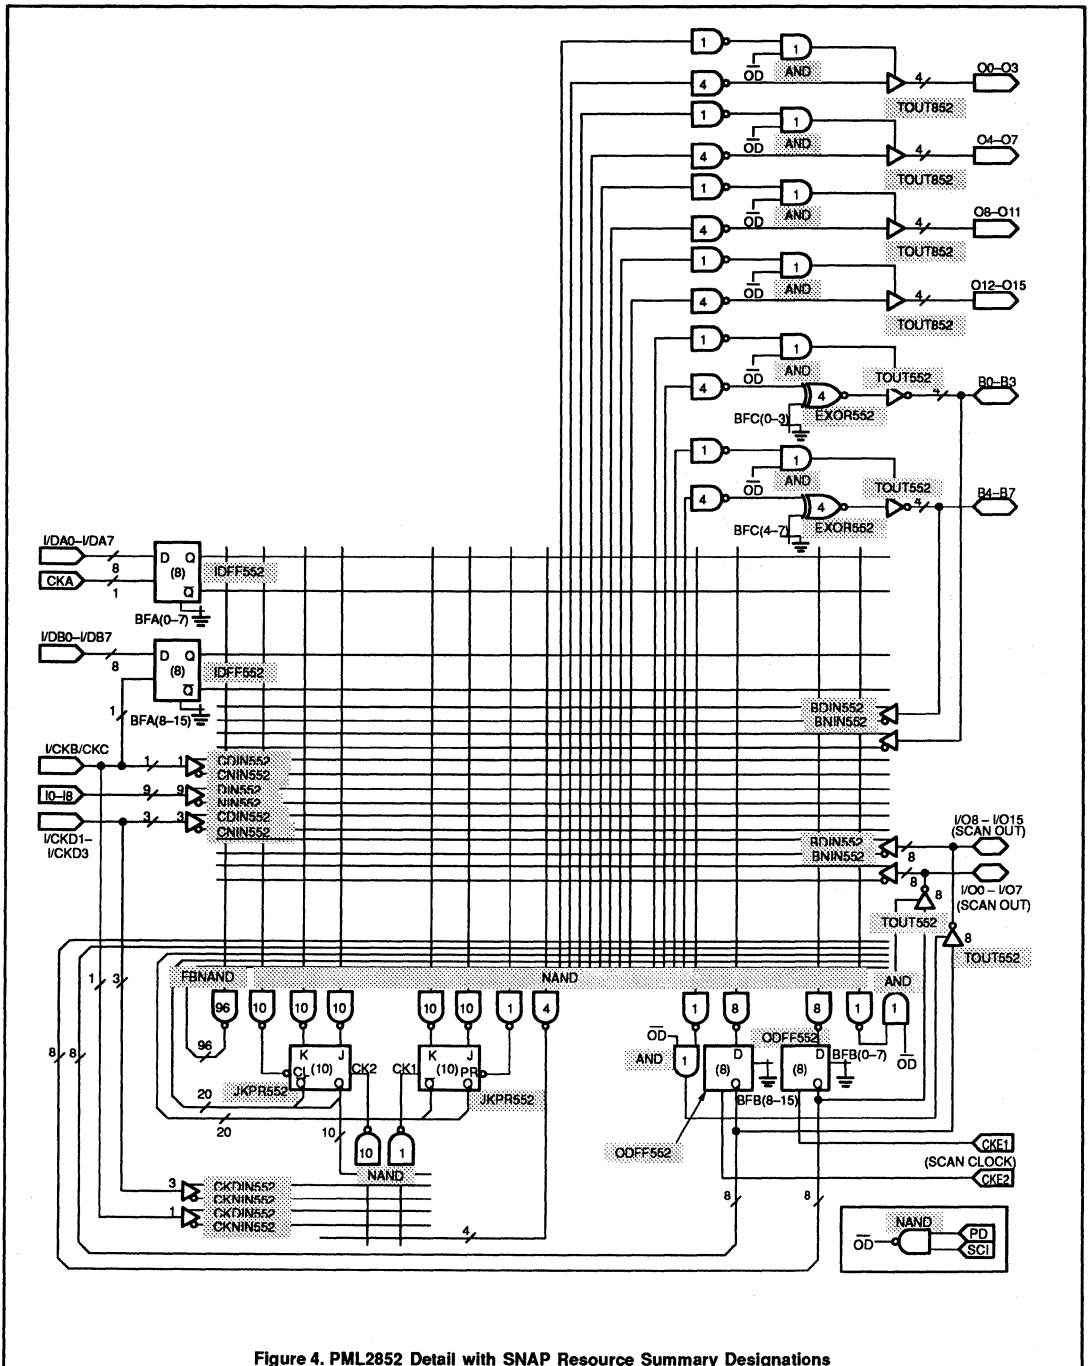 1
1
OD
AND
O0–O3
4
4
TOUT852
1
1
OD
AND
O4–O7
4
4
TOUT852
1
1
OD
AND
O8–O11
4
4
TOUT852
1
1
OD
AND
O12–O15
4
4
TOUT852
1
1
OD
AND
TOUT552
B0–B3
4
4
4
BFC(0–3)
EXOR552
1
1
OD
AND
TOUT552
B4–B7
4
4
4
BFC(4–7)
EXOR552
I/DA0–I/DA7
8
CKA
1
D Q
(8)
Q
IDFF552
BFA(0–7)
I/DB0–I/DB7
8
D Q
(8)
Q
IDFF552
1
BFA(8–15)
BDIN552
BNIN552
I/CKB/CKC
1
1
CDIN552
CNIN552
I0–I8
9
9
DIN552
NIN552
I/CKD1–
I/CKD3
3
3
CDIN552
CNIN552
BDIN552
BNIN552
8
8
I/O8 – I/O15
(SCAN OUT)
I/O0 – I/O7
(SCAN OUT)
8
TOUT552
8
TOUT552
1
3
FBNAND
NAND
AND
96
10
10
10
10
10
1
4
1
8
8
1
1
96
K J
CL (10)
Q Q
CK2
JKPR552
CK1
K J
(10) PR
Q Q
JKPR552
20
20
10
10
1
NAND
OD
AND
1
D
(8)
Q
ODFF552
D
(8)
Q
BFB(0–7)
OD
BFB(8–15)
ODFF552
8
8
CKE1
(SCAN CLOCK)
CKE2
3
CKDIN552
CKNIN552
1
CKDIN552
CKNIN552
4
8
8
NAND
OD
PD
SCI
Figure 4. PML2852 Detail with SNAP Resource Summary Designations